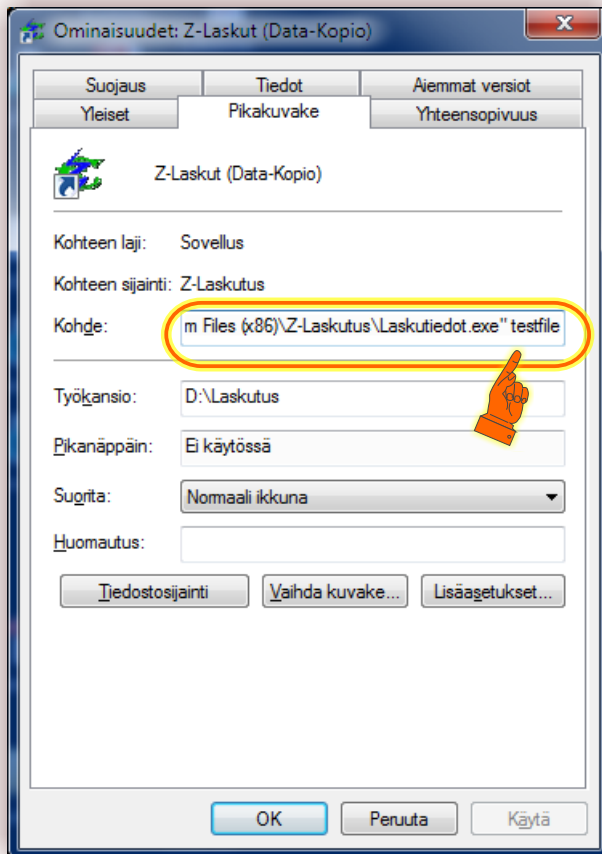 Ominaisuudet: Z-Laskut (Data-Kopio)
Suojaus Tiedot Aiemmat versiot
Yleiset Pikakuvake Yhteensopivuus
Z-Laskut (Data-Kopio)
Kohteen laji: Sovellus
Kohteen sijainti: Z-Laskutus
Kohde: m Files (x86)\Z-Laskutus\Laskutiedot.exe" testfile
Työkansio: D:\Laskutus
Pikanäppäin: Ei käytössä
Suorita: Normaali ikkuna
Huomautus:
Tiedostosijainti Vaihda kuvake... Lisäasetukset...
OK Peruuta Käytä